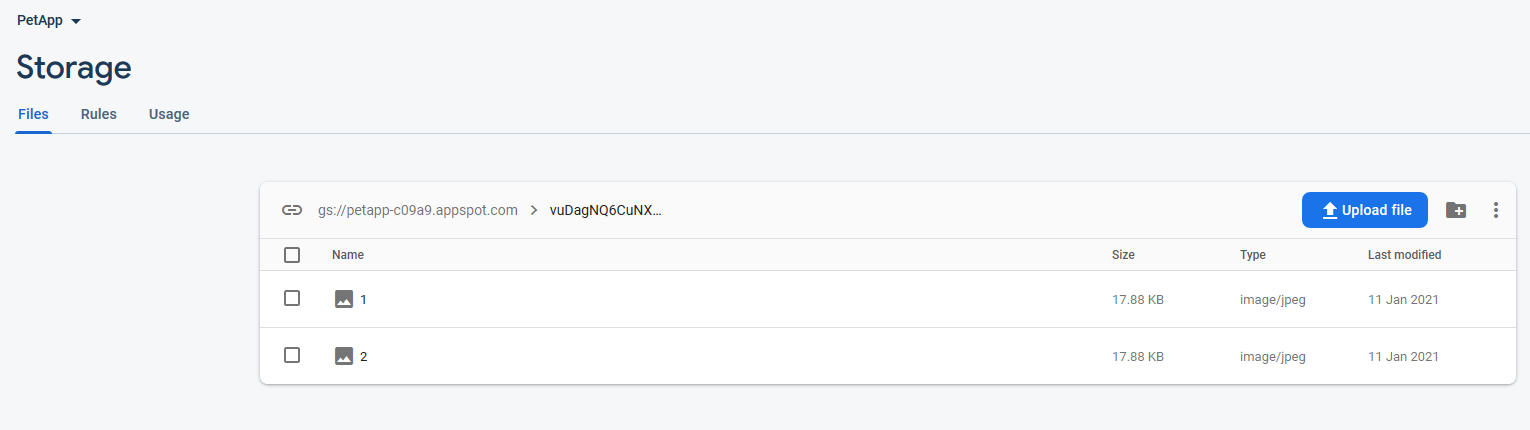 PetApp
Storage
Files Rules Usage
gs://petapp-c09a9.appspot.com > vuDagNQ6CuNX... Upload file
Name Size Type Last modified
1 17.88 KB image/jpeg 11 Jan 2021
2 17.88 KB image/jpeg 11 Jan 2021